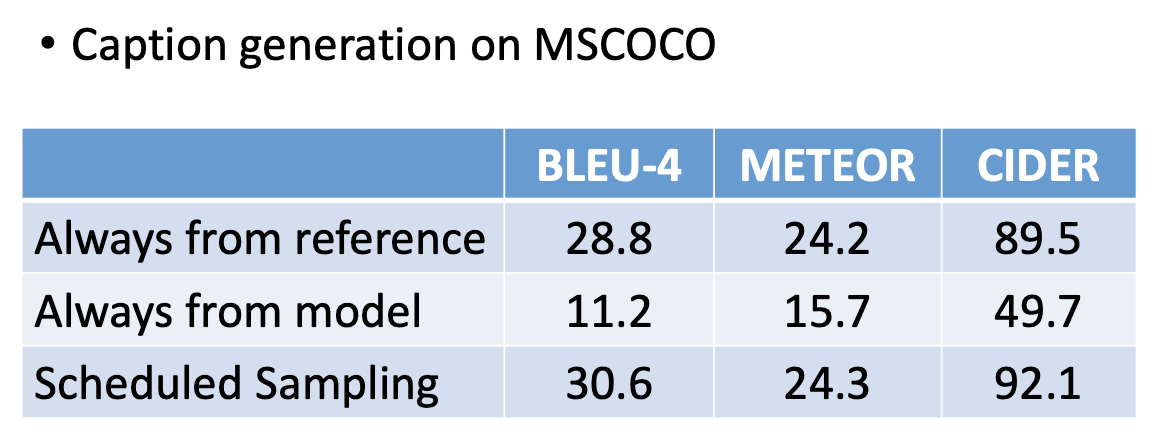 • Caption generation on MSCOCO
BLEU-4 METEOR CIDER
Always from reference 28.8 24.2 89.5
Always from model 11.2 15.7 49.7
Scheduled Sampling 30.6 24.3 92.1